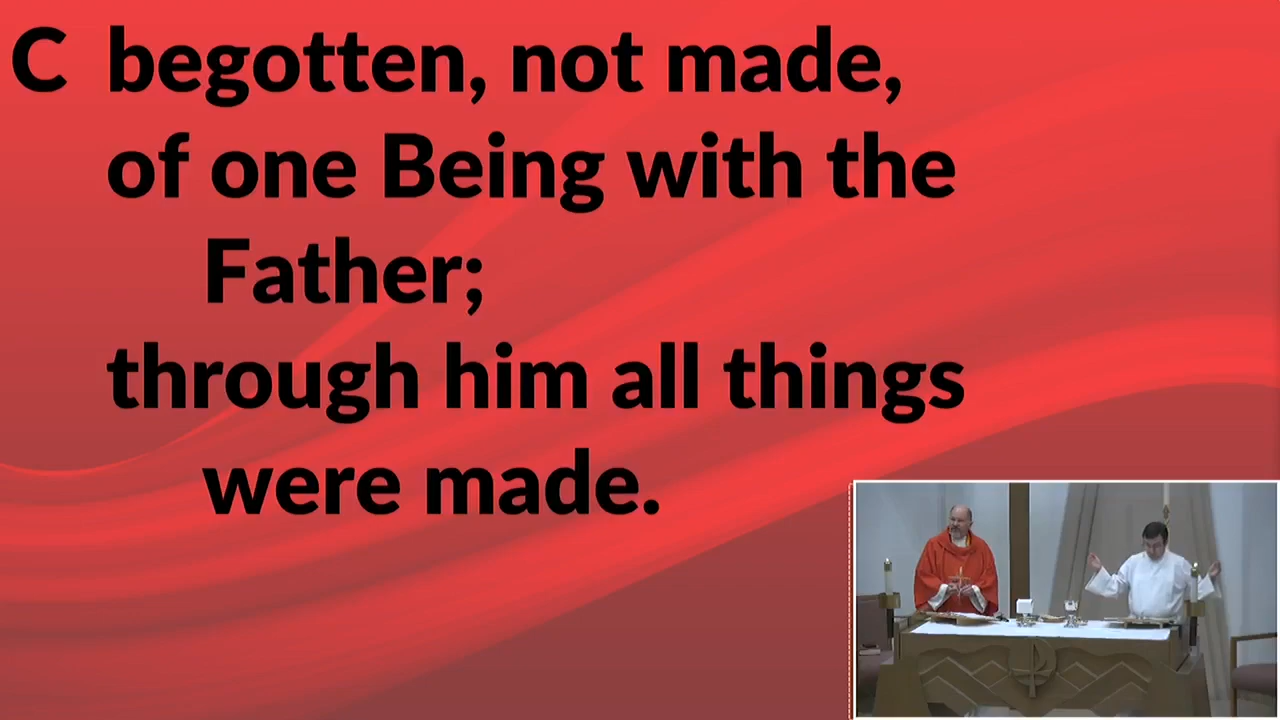 C begotten, not made,
of one Being with the
Father;
through him all things
were made.